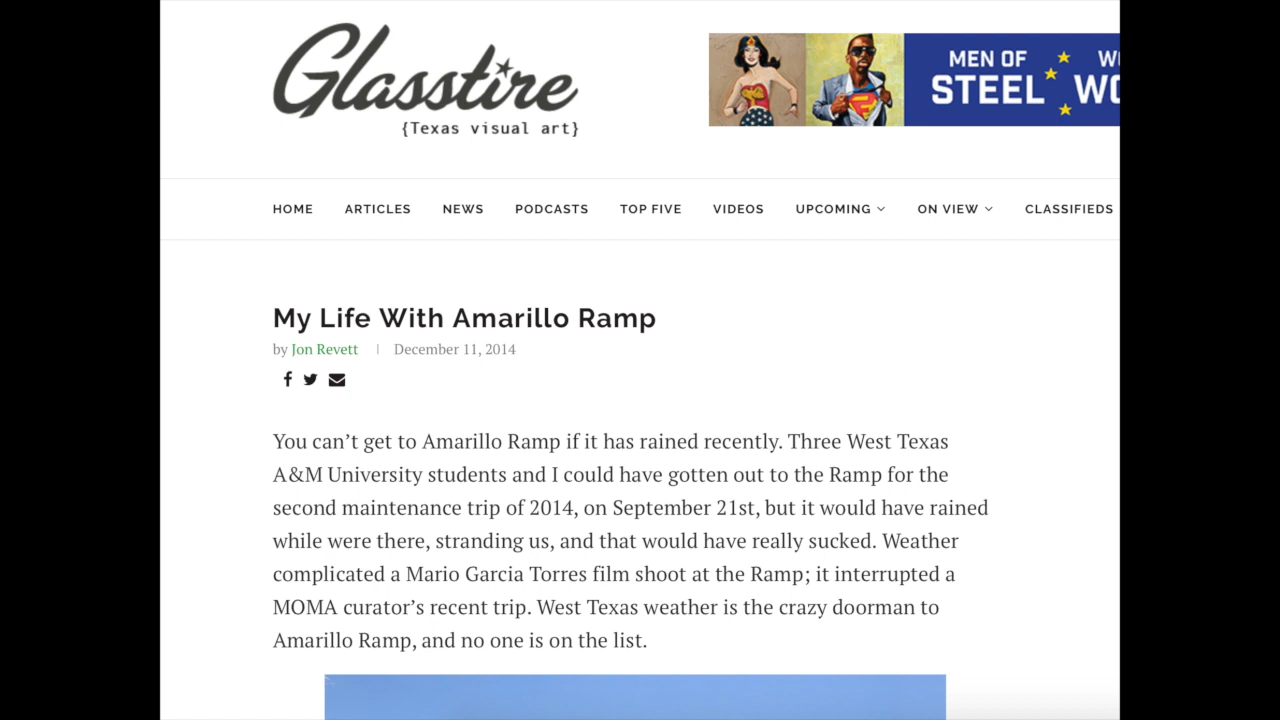 Glasstire
{Texas visual art}
MEN OF
STEEL
WO
HOME ARTICLES NEWS PODCASTS TOP FIVE VIDEOS UPCOMING ON VIEW CLASSIFIEDS
My Life With Amarillo Ramp
by Jon Revett | December 11, 2014
You can’t get to Amarillo Ramp if it has rained recently. Three West Texas
A&M University students and I could have gotten out to the Ramp for the
second maintenance trip of 2014, on September 21st, but it would have rained
while were there, stranding us, and that would have really sucked. Weather
complicated a Mario Garcia Torres film shoot at the Ramp; it interrupted a
MOMA curator’s recent trip. West Texas weather is the crazy doorman to
Amarillo Ramp, and no one is on the list.